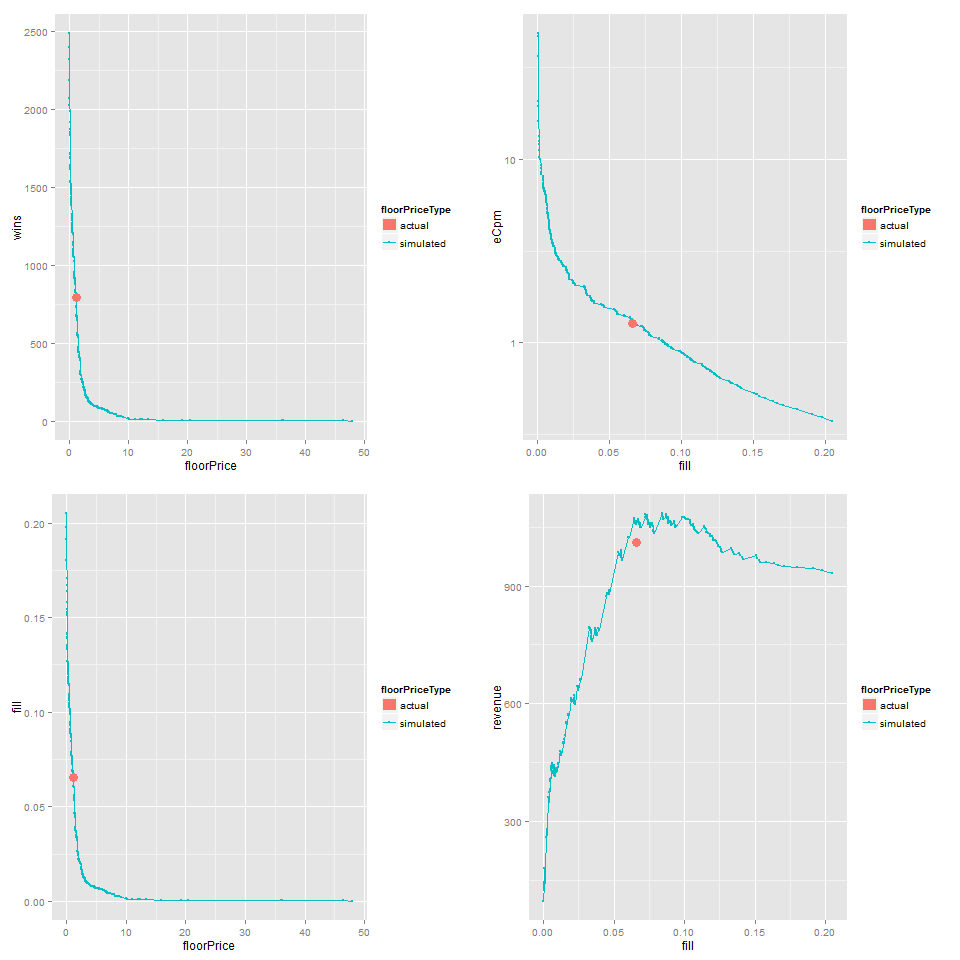 2500
2000
1500
1000
500
0
wins
0 10 20 30 40 50
floorPrice
floorPriceType
actual
simulated
10
1
eCpm
0.00 0.05 0.10 0.15 0.20
fill
floorPriceType
actual
simulated
0.20
0.15
0.10
0.05
0.00
fill
0 10 20 30 40 50
floorPrice
floorPriceType
actual
simulated
900
600
300
revenue
0.00 0.05 0.10 0.15 0.20
fill
floorPriceType
actual
simulated